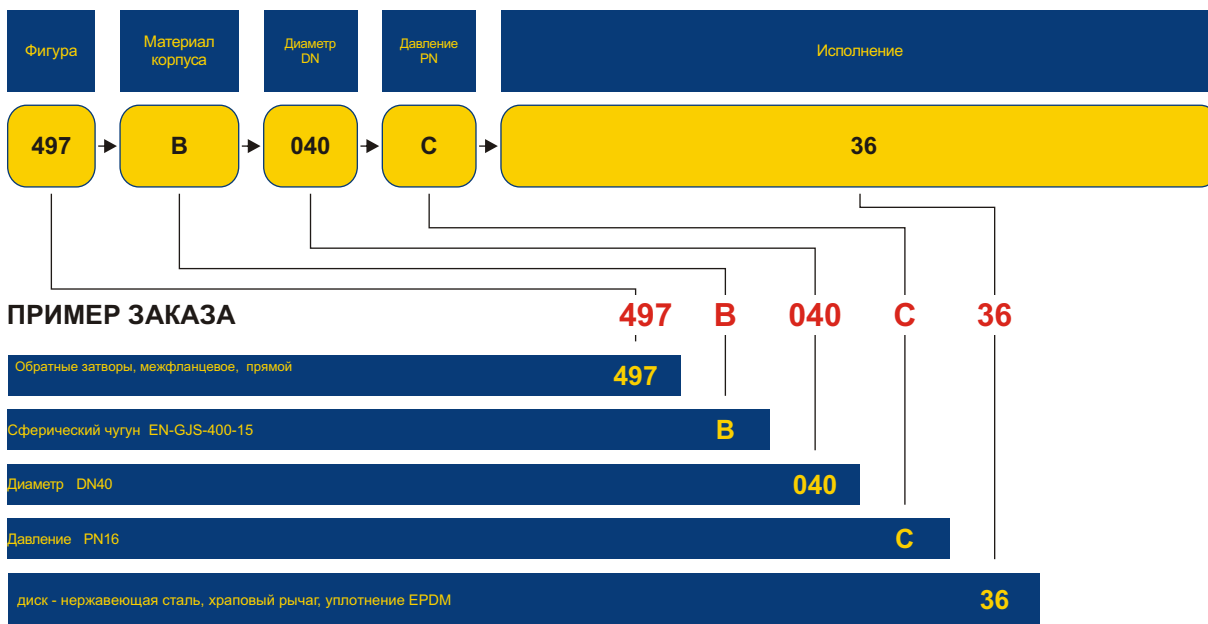 Фигура
Материал
корпуса
Диаметр
DN
Давление
PN
Исполнение
497
B
040
C
36
ПРИМЕР ЗАКАЗА
497 B 040 C 36
Обратные затворы, межфланцевое, прямой 497
Сферический чугун EN-GJS-400-15 B
Диаметр DN40 040
Давление PN16 C
диск - нержавеющая сталь, храповый рычаг, уплотнение EPDM 36